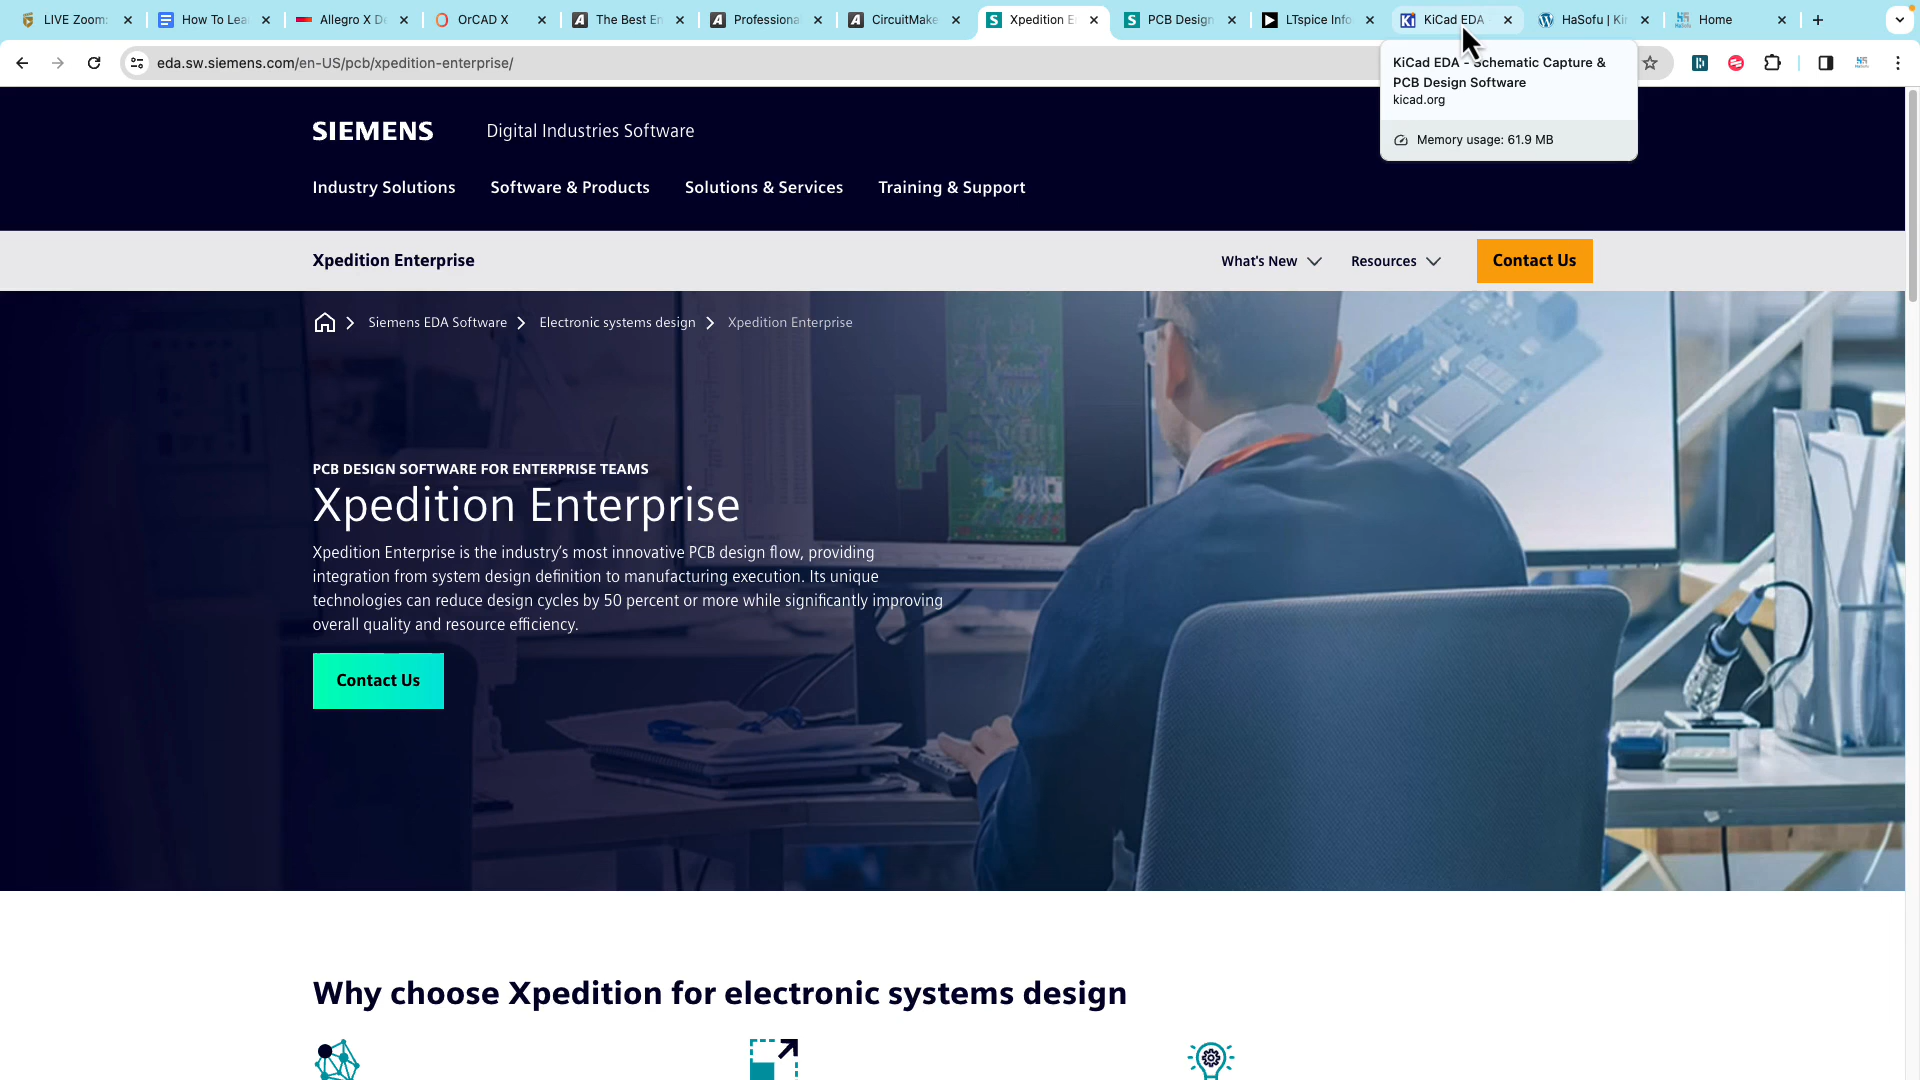 LIVE Zoom:
How To Lea
Allegro X De
OrCAD X
The Best En
Professiona
CircuitMake
Xpedition E
PCB Design
LTspice Info
KiCad EDA -
HaSofu | Kir
Home
eda.sw.siemens.com/en-US/pcb/xpedition-enterprise/
KiCad EDA - Schematic Capture &
PCB Design Software
kicad.org
Memory usage: 61.9 MB
SIEMENS
Digital Industries Software
Industry Solutions
Software & Products
Solutions & Services
Training & Support
Xpedition Enterprise
What's New
Resources
Contact Us
Siemens EDA Software
Electronic systems design
Xpedition Enterprise
PCB DESIGN SOFTWARE FOR ENTERPRISE TEAMS
Xpedition Enterprise
Xpedition Enterprise is the industry’s most innovative PCB design flow, providing
integration from system design definition to manufacturing execution. Its unique
technologies can reduce design cycles by 50 percent or more while significantly improving
overall quality and resource efficiency.
Contact Us
Why choose Xpedition for electronic systems design